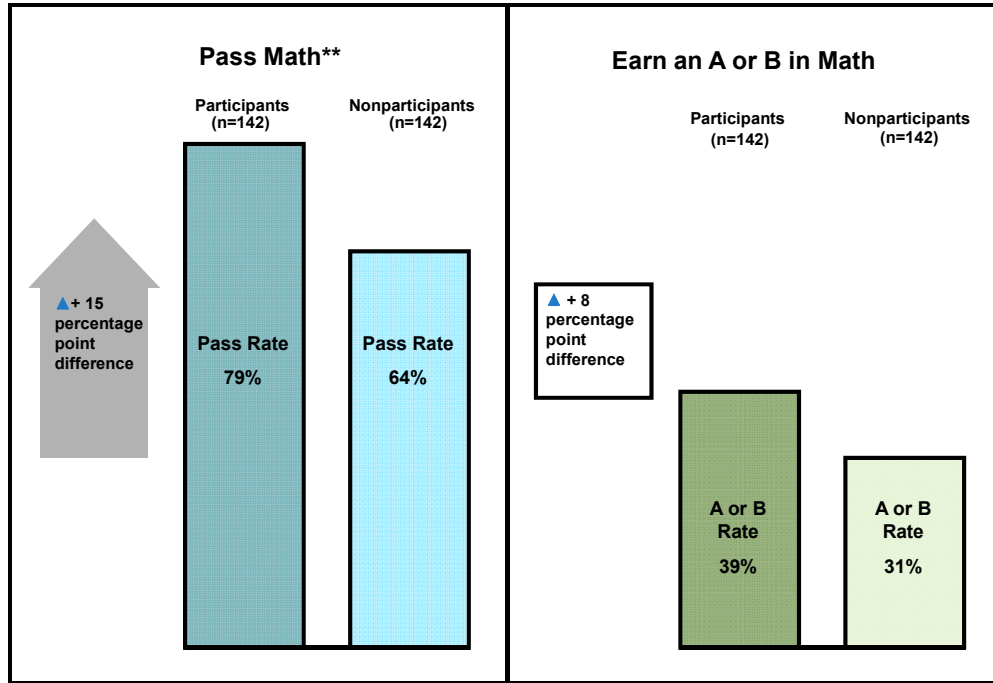 Pass Math**
Participants
(n=142)
Nonparticipants
(n=142)
▲+ 15
percentage
point
difference
Pass Rate
79%
Pass Rate
64%
Earn an A or B in Math
Participants
(n=142)
Nonparticipants
(n=142)
▲ + 8
percentage
point
difference
A or B
Rate
39%
A or B
Rate
31%